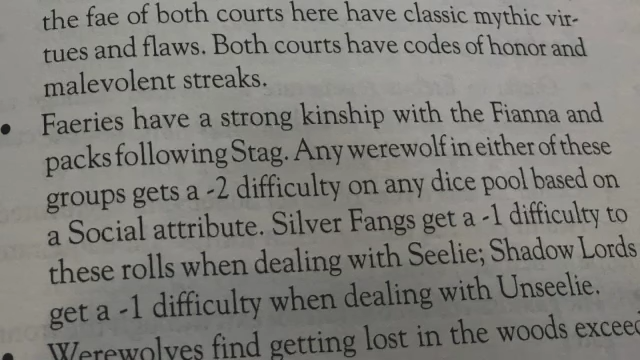 the fae of both courts here have classic mythic vir-
tues and flaws. Both courts have codes of honor and
malevolent streaks.
• Faeries have a strong kinship with the Fianna and
packs following Stag. Any werewolf in either of these
groups gets a -2 difficulty on any dice pool based on
a Social attribute. Silver Fangs get a -1 difficulty to
these rolls when dealing with Seelie; Shadow Lords
get a -1 difficulty when dealing with Unseelie.
• Werewolves find getting lost in the woods exceed